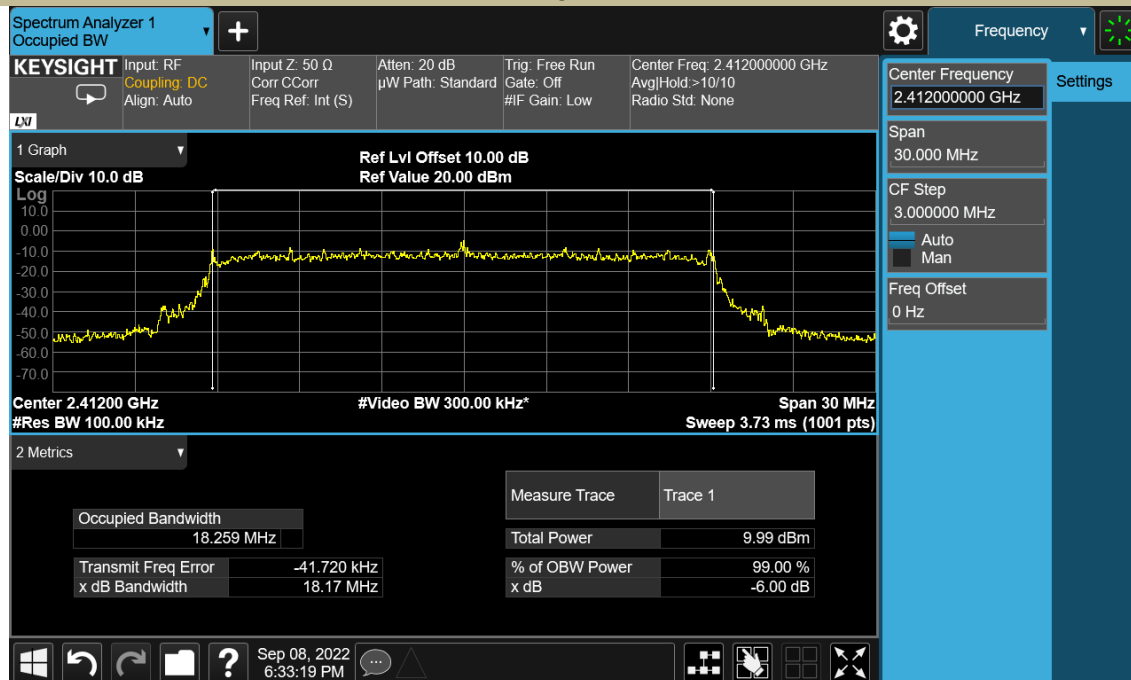 Spectrum Analyzer 1
Occupied BW
+
Frequency
KEYSIGHT
Input: RF
Coupling: DC
Align: Auto
Input Z: 50 Ω
Corr CCorr
Freq Ref: Int (S)
Atten: 20 dB
µW Path: Standard
Trig: Free Run
Gate: Off
#IF Gain: Low
Center Freq: 2.412000000 GHz
Avg|Hold:>10/10
Radio Std: None
LXI
Center Frequency
2.412000000 GHz
Settings
Span
30.000 MHz
CF Step
3.000000 MHz
Auto
Man
Freq Offset
0 Hz
1 Graph
Scale/Div 10.0 dB
Ref Lvl Offset 10.00 dB
Ref Value 20.00 dBm
Log
10.0
0.00
-10.0
-20.0
-30.0
-40.0
-50.0
-60.0
-70.0
Center 2.41200 GHz
#Video BW 300.00 kHz*
Span 30 MHz
#Res BW 100.00 kHz
Sweep 3.73 ms (1001 pts)
2 Metrics
Measure Trace
Trace 1
Occupied Bandwidth
18.259 MHz
Total Power
9.99 dBm
Transmit Freq Error
-41.720 kHz
% of OBW Power
99.00 %
x dB Bandwidth
18.17 MHz
x dB
-6.00 dB
?
Sep 08, 2022
6:33:19 PM